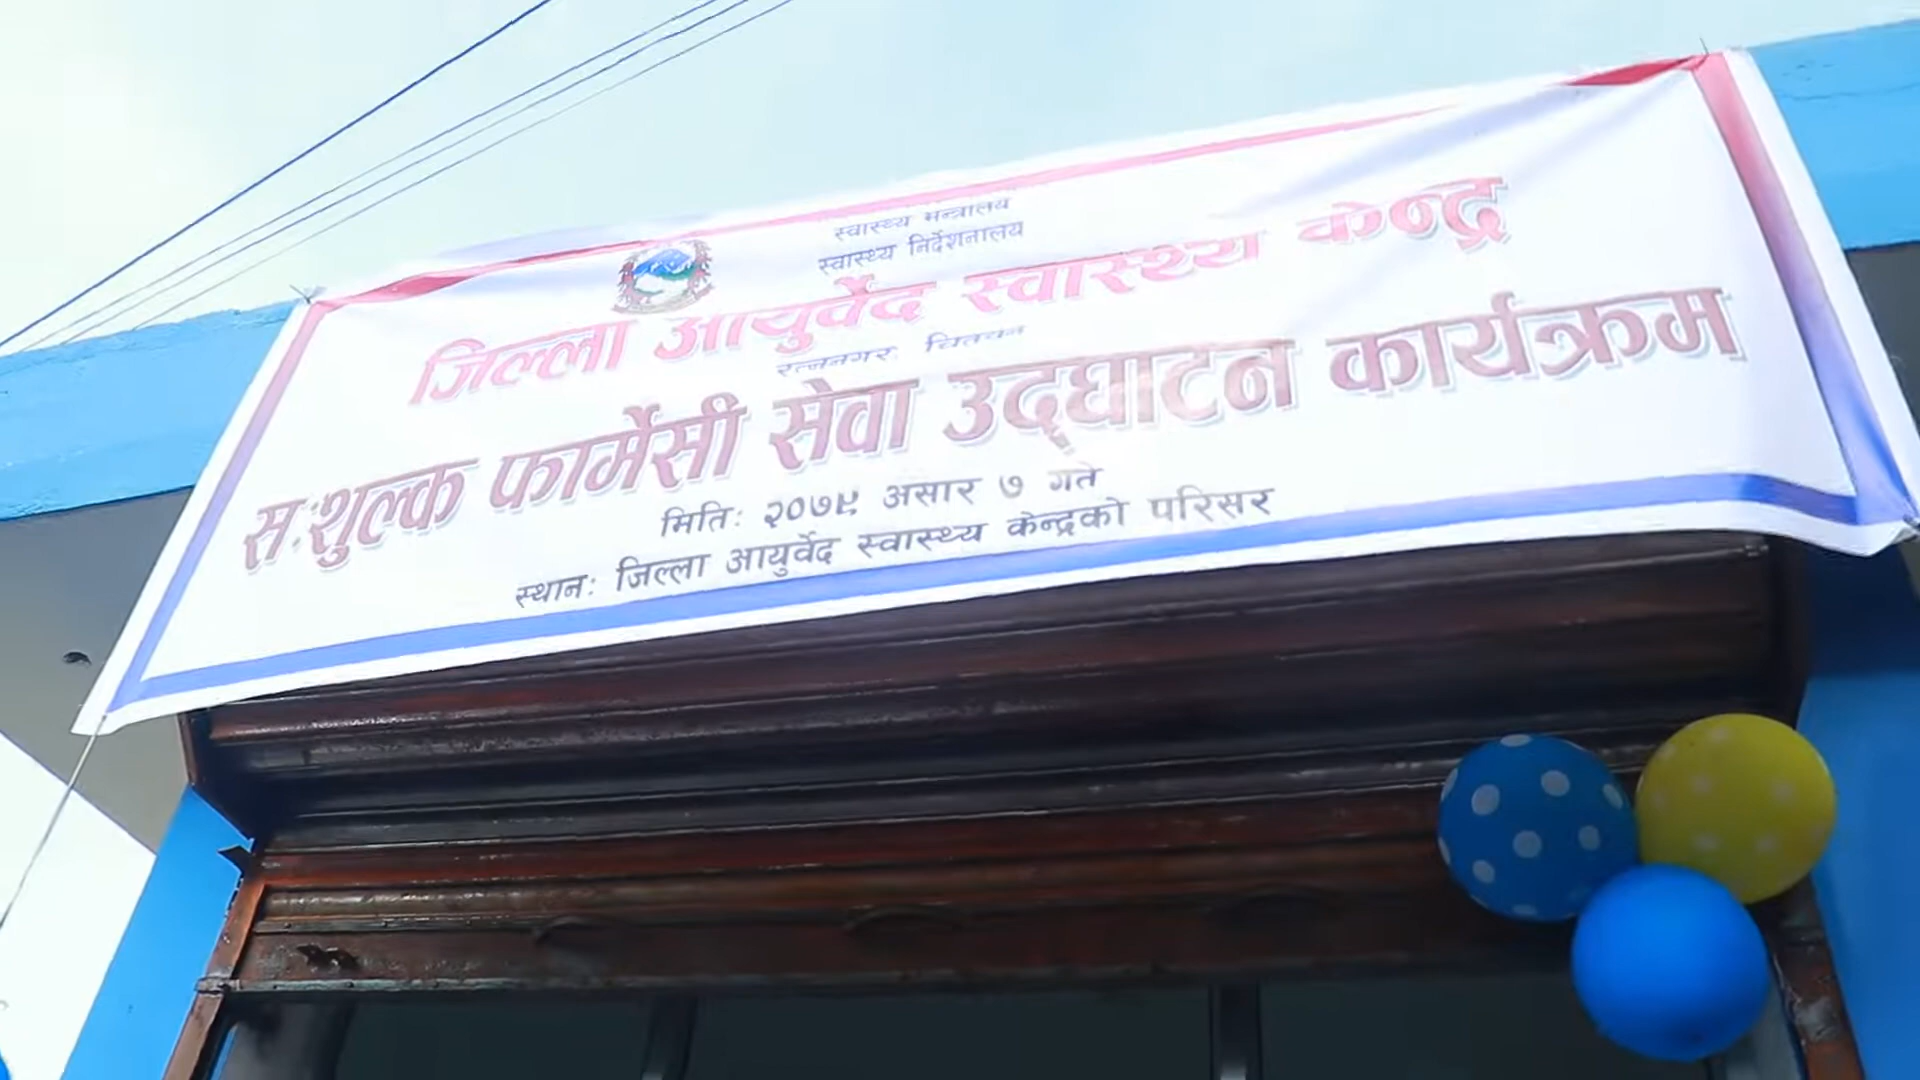 स्वास्थ्य मन्त्रालय
स्वास्थ्य निर्देशनालय
जिल्ला आयुर्वेद स्वास्थ्य केन्द्र
रत्ननगर, चितवन
स:शुल्क फार्मेसी सेवा उद्घाटन कार्यक्रम
मिति: २०७९ असार ७ गते
स्थान: जिल्ला आयुर्वेद स्वास्थ्य केन्द्रको परिसर